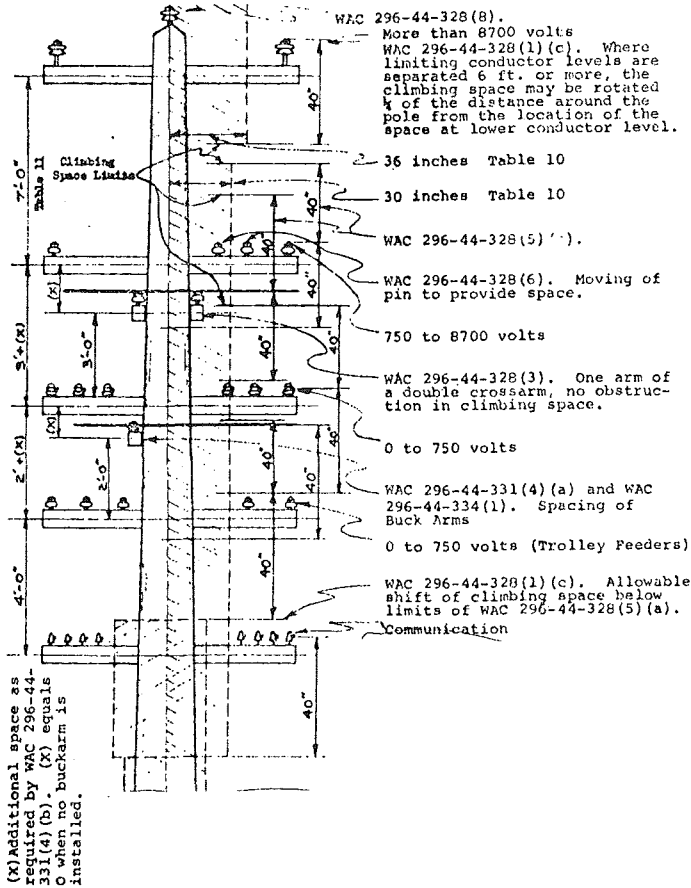 WAC 296-44-328(8).
More than 8700 volts
WAC 296-44-328(1)(c). Where
limiting conductor levels are
separated 6 ft. or more, the
climbing space may be rotated
¼ of the distance around the
pole from the location of the
space at lower conductor level.
36 inches Table 10
30 inches Table 10
WAC 296-44-328(5)
WAC 296-44-328(6). Moving of
pin to provide space.
750 to 8700 volts
WAC 296-44-328(3). One arm of
a double crossarm, no obstruc-
tion in climbing space.
0 to 750 volts
WAC 296-44-331(4)(a) and WAC
296-44-334(1). Spacing of
Buck Arms
0 to 750 volts (Trolley Feeders)
WAC 296-44-328(1)(c). Allowable
shift of climbing space below
limits of WAC 296-44-328(5)(a).
Communication
Climbing
Space Limits
7'-0"
Table 11
3'+(X)
2'+(X)
4'-0"
(X)
3'-0"
(X)
2'-0"
40"
40"
40"
40"
40"
40"
40"
40"
40"
40"
40"
(X)Additional space as
required by WAC 296-44-
331(4)(b). (X) equals
0 when no buckarm is
installed.